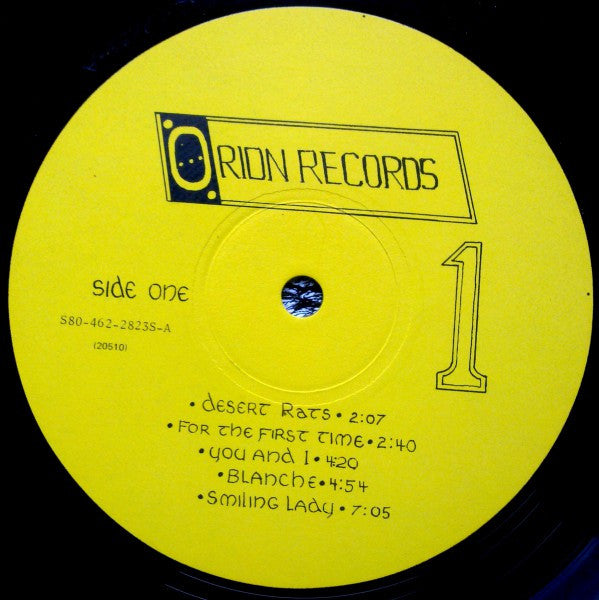 ORION RECORDS
1
SIDE ONE
S80-462-2823S-A
(20510)
• DESERT RATS • 2:07
• FOR THE FIRST TIME • 2:40
• YOU AND I • 4:20
• BLANCHE • 4:54
• SMILING LADY • 7:05